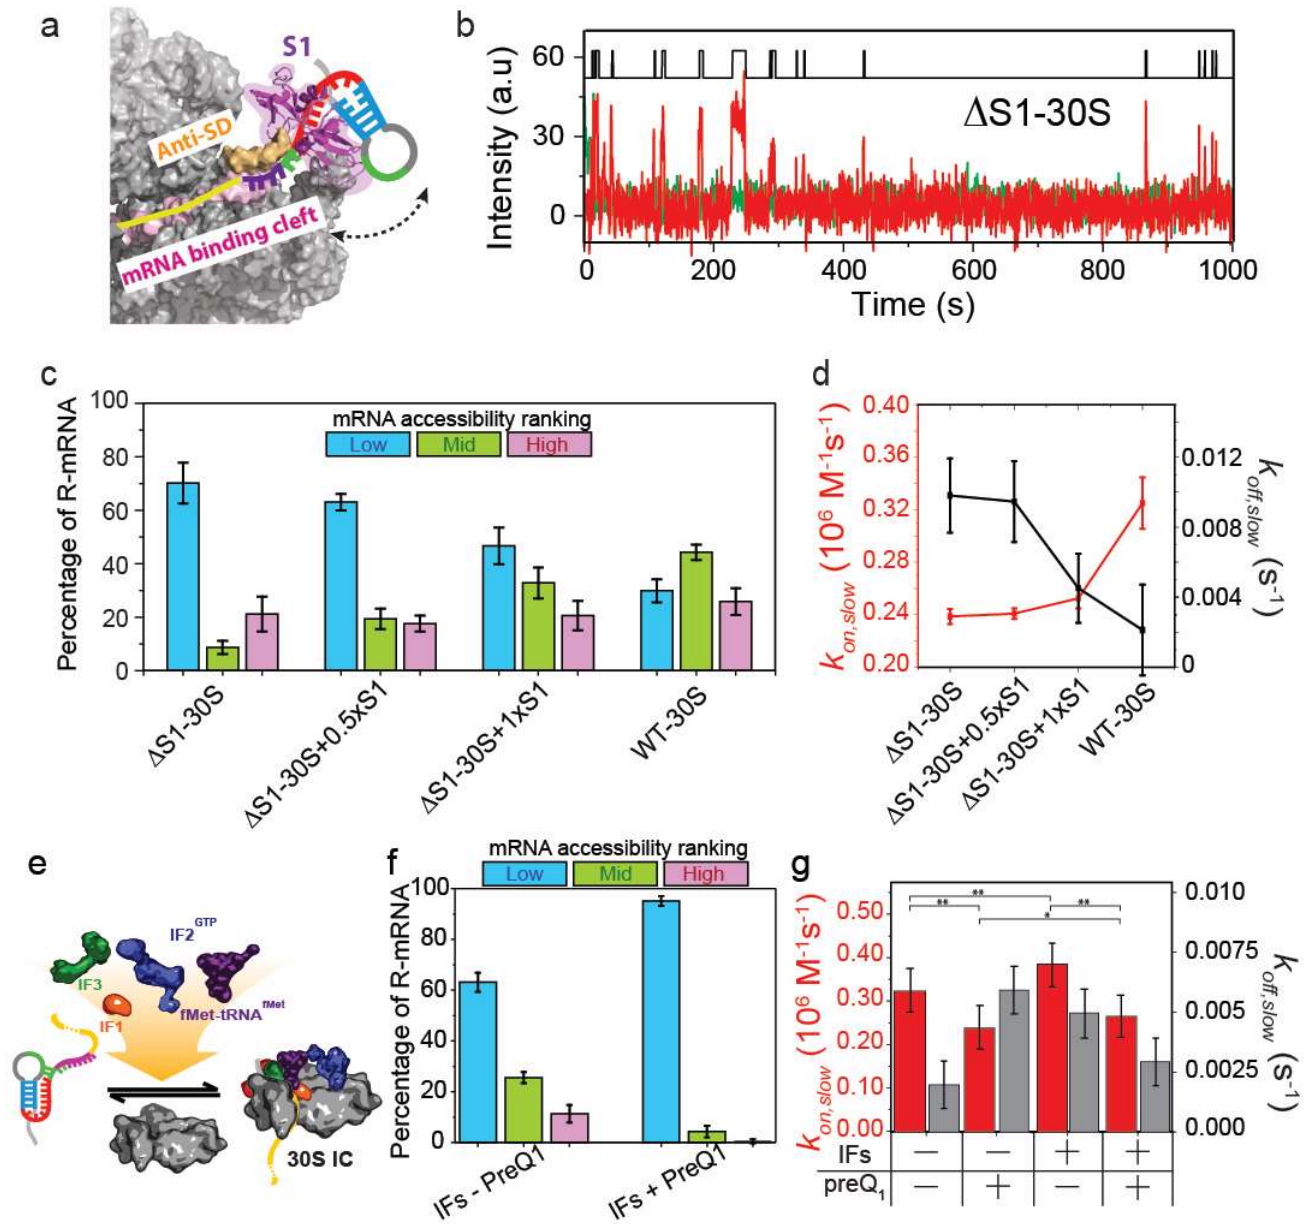 a
S1
Anti-SD
mRNA binding cleft
b
Intensity (a.u)
60
30
0
ΔS1-30S
0 200 400 600 800 1000
Time (s)
c
Percentage of R-mRNA
100
80
60
40
20
0
mRNA accessibility ranking
Low Mid High
ΔS1-30S
ΔS1-30S+0.5xS1
ΔS1-30S+1xS1
WT-30S
d
kon,slow (10⁶ M⁻¹s⁻¹)
0.40
0.36
0.32
0.28
0.24
0.20
0.012
0.008
0.004
0
koff,slow (s⁻¹)
ΔS1-30S
ΔS1-30S+0.5xS1
ΔS1-30S+1xS1
WT-30S
e
IF3
IF2GTP
IF1
fMet-tRNAfMet
30S IC
f
mRNA accessibility ranking
Low Mid High
Percentage of R-mRNA
100
80
60
40
20
0
IFs - PreQ1
IFs + PreQ1
g
kon,slow (10⁶ M⁻¹s⁻¹)
0.50
0.40
0.30
0.20
0.10
0.00
** ** ** *
0.010
0.0075
0.005
0.0025
0.000
koff,slow (s⁻¹)
IFs — — + +
preQ₁ — + — +